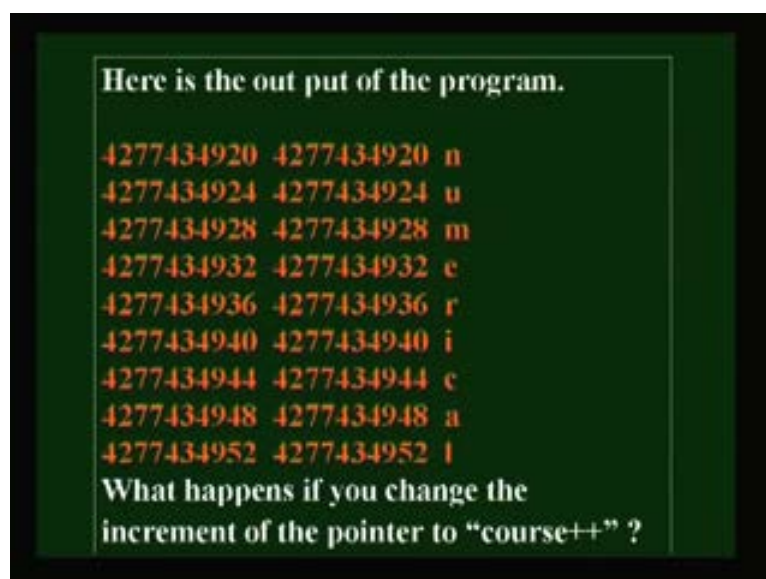 Here is the out put of the program.
4277434920 4277434920 n
4277434924 4277434924 u
4277434928 4277434928 m
4277434932 4277434932 e
4277434936 4277434936 r
4277434940 4277434940 i
4277434944 4277434944 c
4277434948 4277434948 a
4277434952 4277434952 l
What happens if you change the
increment of the pointer to “course++” ?